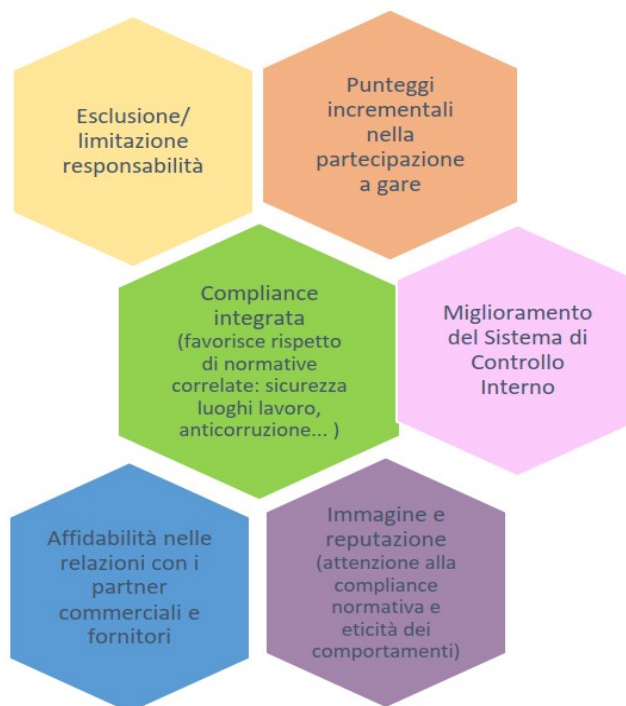 Esclusione/
limitazione
responsabilità
Punteggi
incrementali
nella
partecipazione
a gare
Compliance
integrata
(favorisce rispetto
di normative
correlate: sicurezza
luoghi lavoro,
anticorruzione... )
Miglioramento
del Sistema di
Controllo
Interno
Affidabilità nelle
relazioni con i
partner
commerciali e
fornitori
Immagine e
reputazione
(attenzione alla
compliance
normativa e
eticità dei
comportamenti)